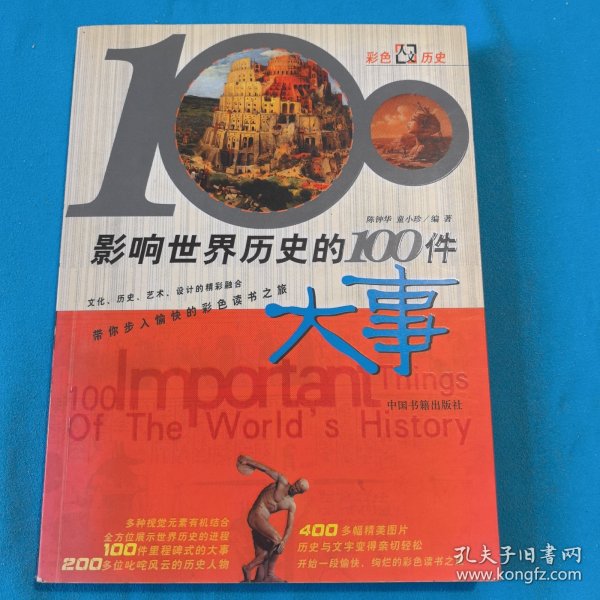 100
彩色人文历史
陈钟华 童小珍/编 著
影响世界历史的100件
大事
文化、历史、艺术、设计的精彩融合
带你步入愉快的彩色读书之旅
100 Important Things
Of The World's History
中国书籍出版社
多种视觉元素有机结合
全方位展示世界历史的进程
100件里程碑式的大事
200多位叱咤风云的历史人物
400多幅精美图片
历史与文字变得亲切轻松
开始一段愉快、绚烂的彩色读书之
孔夫子旧书网
www.kongfz.com